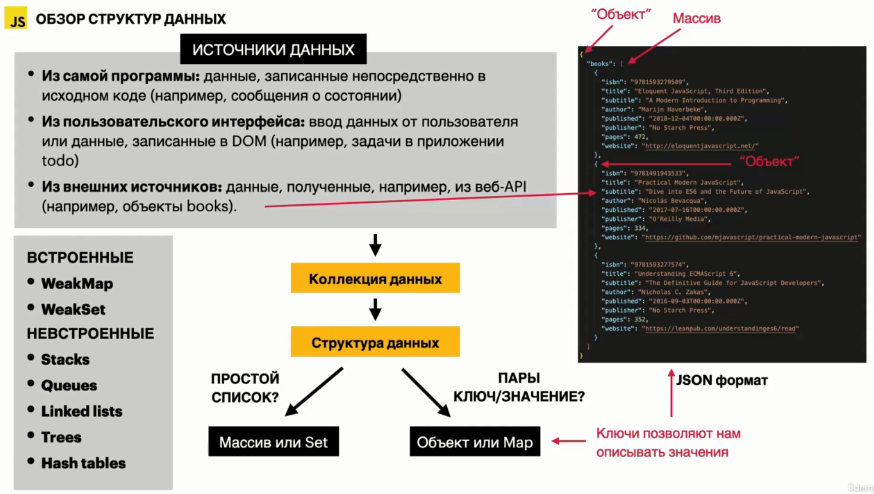 JS ОБЗОР СТРУКТУР ДАННЫХ
ИСТОЧНИКИ ДАННЫХ
• Из самой программы: данные, записанные непосредственно в
исходном коде (например, сообщения о состоянии)
• Из пользовательского интерфейса: ввод данных от пользователя
или данные, записанные в DOM (например, задачи в приложении
todo)
• Из внешних источников: данные, полученные, например, из веб-API
(например, объекты books).
“Объект”
Массив
{
"books": [
{
"isbn": "9781593279509",
"title": "Eloquent JavaScript, Third Edition",
"subtitle": "A Modern Introduction to Programming",
"author": "Marijn Haverbeke",
"published": "2018-12-04T00:00:00.000Z",
"publisher": "No Starch Press",
"pages": 472,
"website": "http://eloquentjavascript.net/"
},
{
“Объект”
"isbn": "9781491943533",
"title": "Practical Modern JavaScript",
"subtitle": "Dive into ES6 and the Future of JavaScript",
"author": "Nicolás Bevacqua",
"published": "2017-07-16T00:00:00.000Z",
"publisher": "O'Reilly Media",
"pages": 334,
"website": "https://github.com/mjavascript/practical-modern-javascript"
},
{
"isbn": "9781593277574",
"title": "Understanding ECMAScript 6",
"subtitle": "The Definitive Guide for JavaScript Developers",
"author": "Nicholas C. Zakas",
"published": "2016-09-03T00:00:00.000Z",
"publisher": "No Starch Press",
"pages": 352,
"website": "https://leanpub.com/understandinges6/read"
}
]
}
JSON формат
Ключи позволяют нам
описывать значения
ВСТРОЕННЫЕ
• WeakMap
• WeakSet
НЕВСТРОЕННЫЕ
• Stacks
• Queues
• Linked lists
• Trees
• Hash tables
Коллекция данных
Структура данных
ПРОСТОЙ
СПИСОК?
ПАРЫ
КЛЮЧ/ЗНАЧЕНИЕ?
Массив или Set
Объект или Map
ûdemy